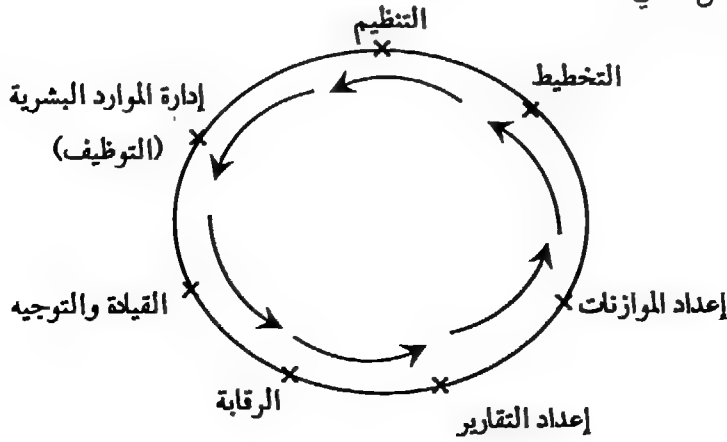 التنظيم
التخطيط
إدارة الموارد البشرية
(التوظيف)
القيادة والتوجيه
إعداد الموازنات
الرقابة
إعداد التقارير